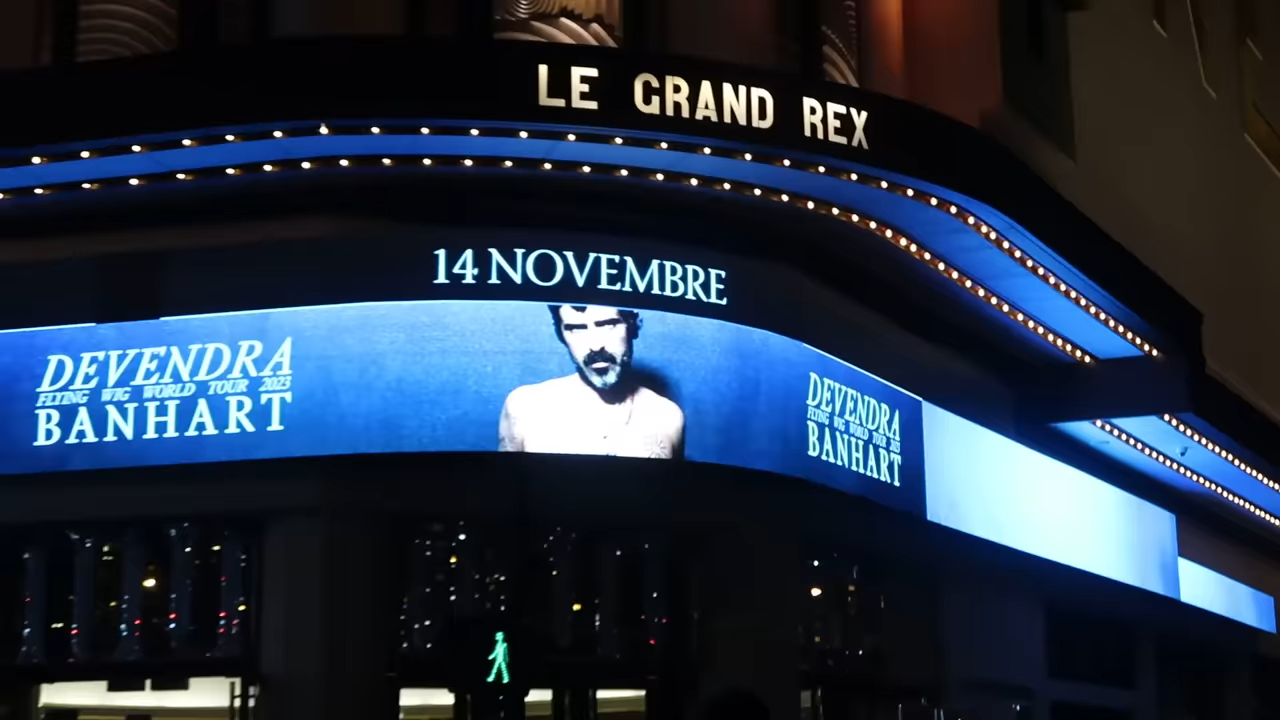 LE GRAND REX
14 NOVEMBRE
DEVENDRA
FLYING WIG WORLD TOUR 2023
BANHART
DEVENDRA
FLYING WIG WORLD TOUR 2023
BANHART